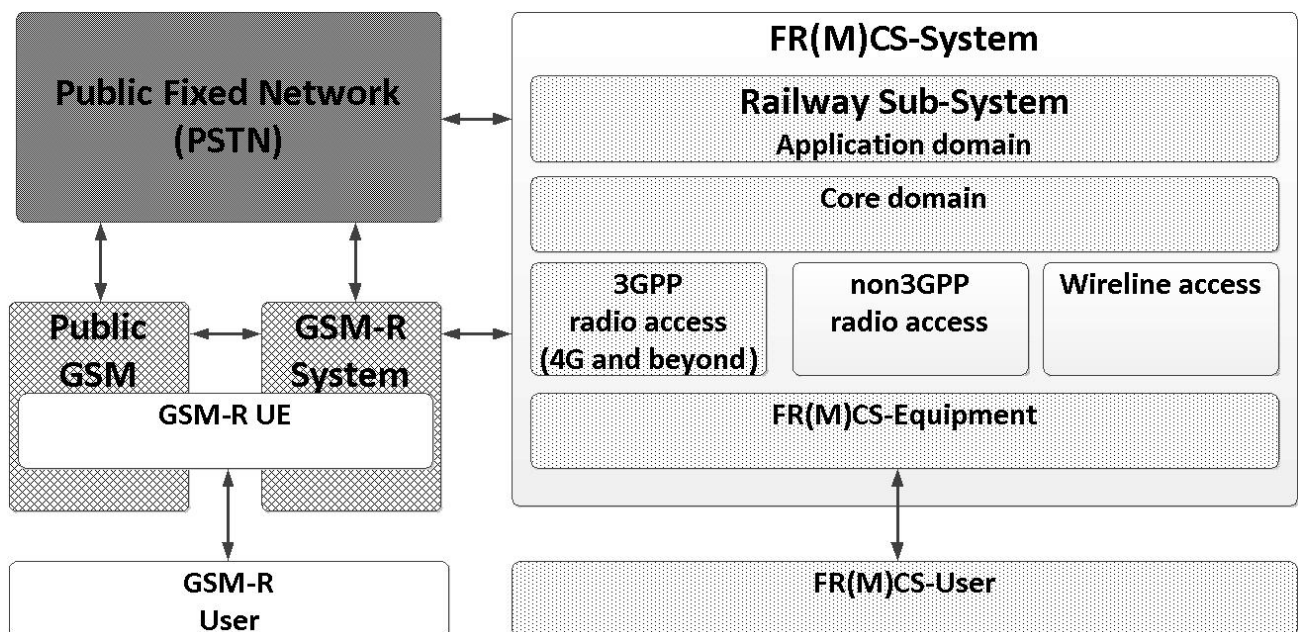 Public Fixed Network
(PSTN)
FR(M)CS-System
Railway Sub-System
Application domain
Core domain
3GPP
radio access
(4G and beyond)
non3GPP
radio access
Wireline access
Public
GSM
GSM-R
System
GSM-R UE
FR(M)CS-Equipment
GSM-R
User
FR(M)CS-User